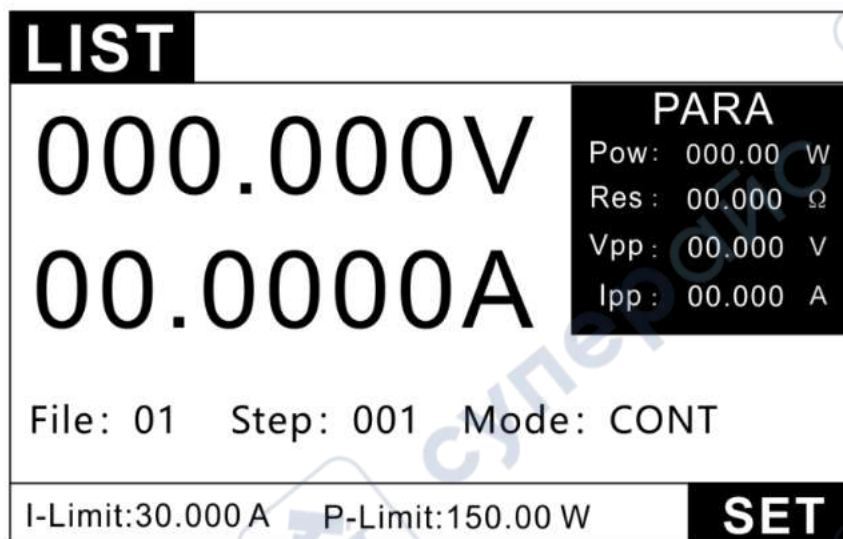 LIST
000.000V
00.0000A
PARA
Pow: 000.00 W
Res: 00.000 Ω
Vpp: 00.000 V
Ipp: 00.000 A
File: 01 Step: 001 Mode: CONT
I-Limit:30.000 A P-Limit:150.00 W
SET
суперайс